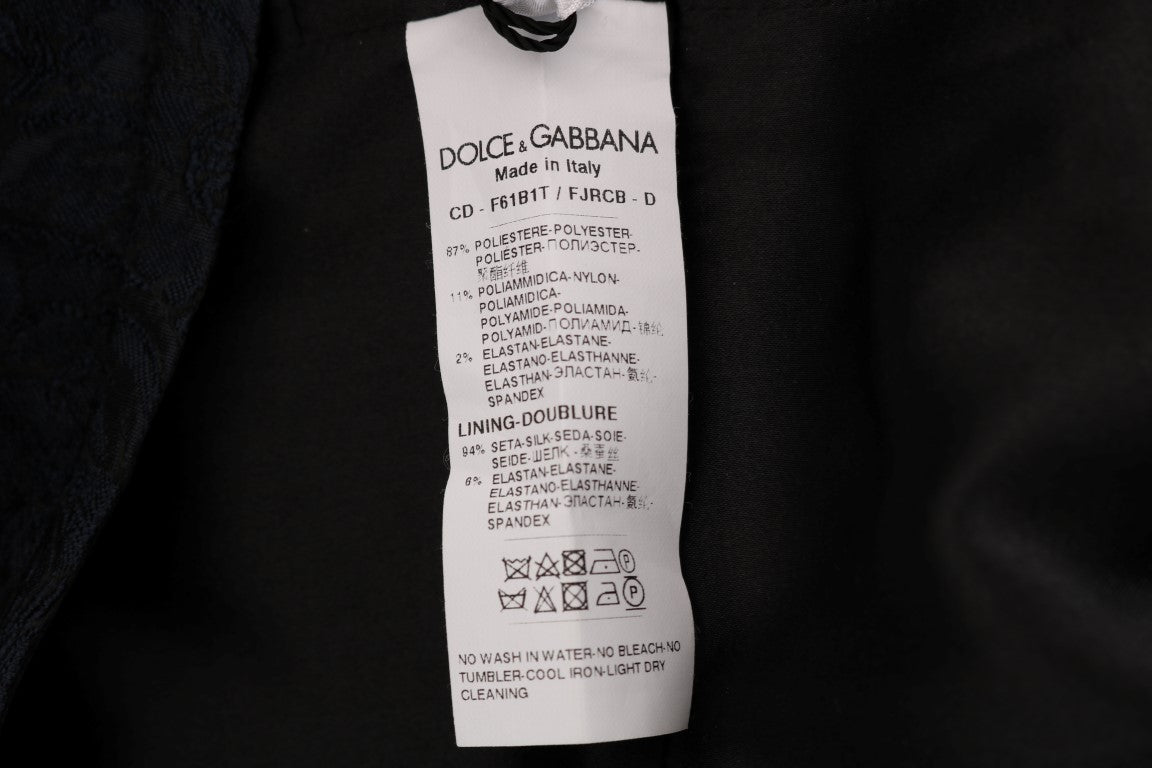 DOLCE & GABBANA
Made in Italy
CD - F61B1T / FJRCB - D
87% POLIESTERE-POLYESTER-
POLIÉSTER-ПОЛИЭСТЕР-
聚酯纤维
11% POLIAMMIDICA-NYLON-
POLIAMIDICA-
POLYAMIDE-POLIAMIDA-
POLYAMID-ПОЛИАМИД-锦纶
2% ELASTAN-ELASTANE-
ELASTANO-ELASTHANNE-
ELASTHAN-ЭЛАСТАН-氨纶-
SPANDEX
LINING-DOUBLURE
94% SETA-SILK-SEDA-SOIE-
SEIDE-ШЕЛК-桑蚕丝
6% ELASTAN-ELASTANE-
ELASTANO-ELASTHANNE-
ELASTHAN-ЭЛАСТАН-氨纶-
SPANDEX
P
P
NO WASH IN WATER-NO BLEACH-NO
TUMBLER-COOL IRON-LIGHT DRY
CLEANING